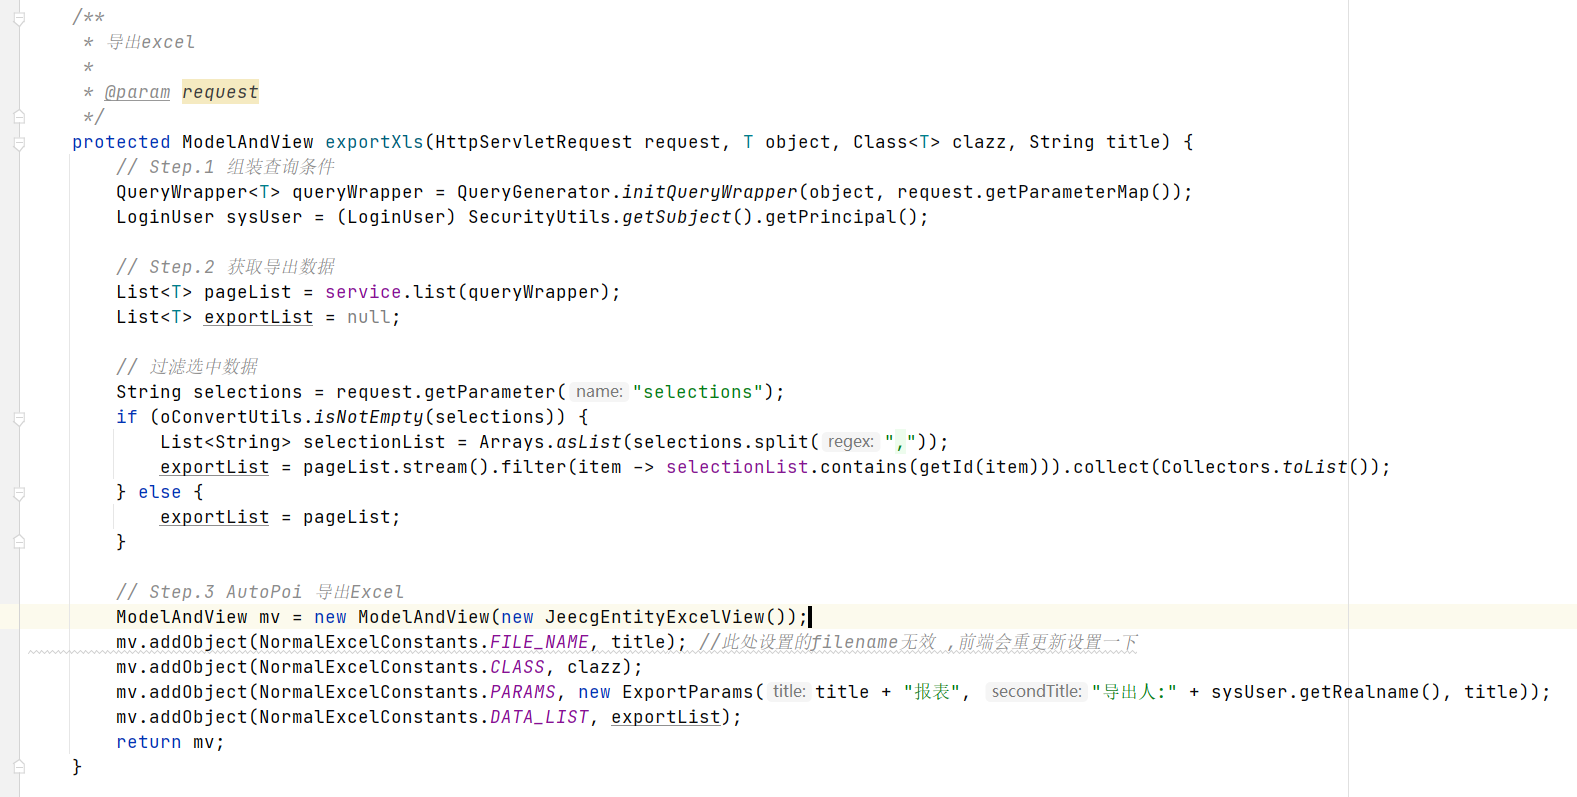 /**
 * 导出excel
 *
 * @param request
 */
protected ModelAndView exportXls(HttpServletRequest request, T object, Class<T> clazz, String title) {
    // Step.1 组装查询条件
    QueryWrapper<T> queryWrapper = QueryGenerator.initQueryWrapper(object, request.getParameterMap());
    LoginUser sysUser = (LoginUser) SecurityUtils.getSubject().getPrincipal();

    // Step.2 获取导出数据
    List<T> pageList = service.list(queryWrapper);
    List<T> exportList = null;

    // 过滤选中数据
    String selections = request.getParameter( name: "selections");
    if (oConvertUtils.isNotEmpty(selections)) {
        List<String> selectionList = Arrays.asList(selections.split( regex: ","));
        exportList = pageList.stream().filter(item -> selectionList.contains(getId(item))).collect(Collectors.toList());
    } else {
        exportList = pageList;
    }

    // Step.3 AutoPoi 导出Excel
    ModelAndView mv = new ModelAndView(new JeecgEntityExcelView());
    mv.addObject(NormalExcelConstants.FILE_NAME, title); //此处设置的filename无效 ,前端会重更新设置一下
    mv.addObject(NormalExcelConstants.CLASS, clazz);
    mv.addObject(NormalExcelConstants.PARAMS, new ExportParams( title: title + "报表", secondTitle: "导出人:" + sysUser.getRealname(), title));
    mv.addObject(NormalExcelConstants.DATA_LIST, exportList);
    return mv;
}